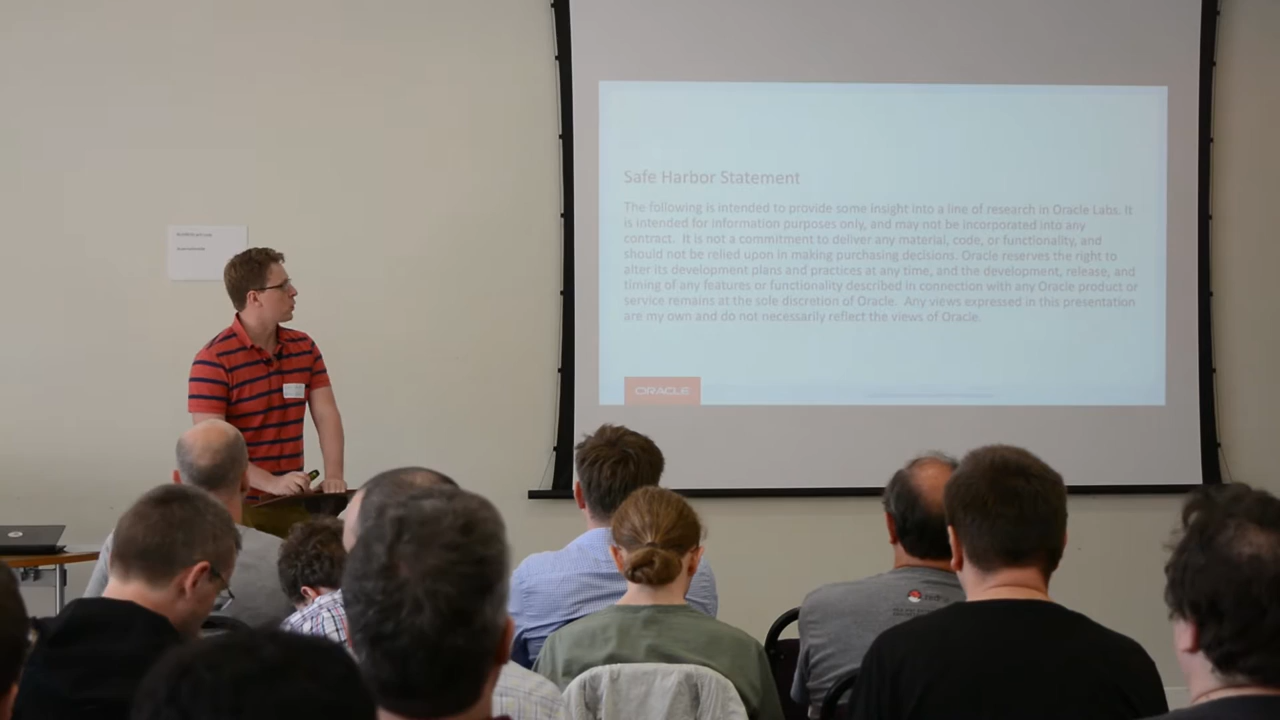 Safe Harbor Statement
The following is intended to provide some insight into a line of research in Oracle Labs. It
is intended for information purposes only, and may not be incorporated into any
contract. It is not a commitment to deliver any material, code, or functionality, and
should not be relied upon in making purchasing decisions. Oracle reserves the right to
alter its development plans and practices at any time, and the development, release, and
timing of any features or functionality described in connection with any Oracle product or
service remains at the sole discretion of Oracle. Any views expressed in this presentation
are my own and do not necessarily reflect the views of Oracle.
ORACLE